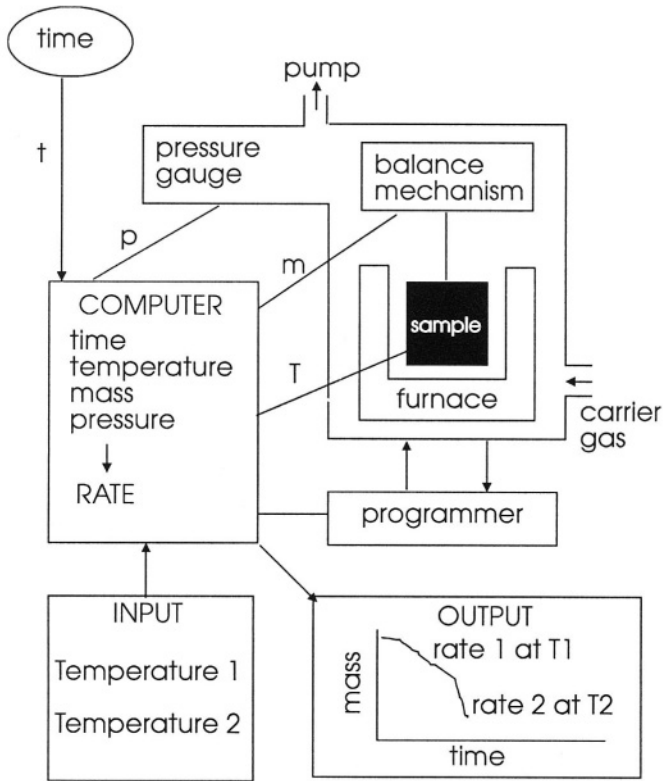 time
pump
t
pressure
gauge
balance
mechanism
p
m
COMPUTER
time
temperature
mass
pressure
RATE
T
sample
furnace
carrier
gas
programmer
INPUT
Temperature 1
Temperature 2
OUTPUT
mass
rate 1 at T1
rate 2 at T2
time